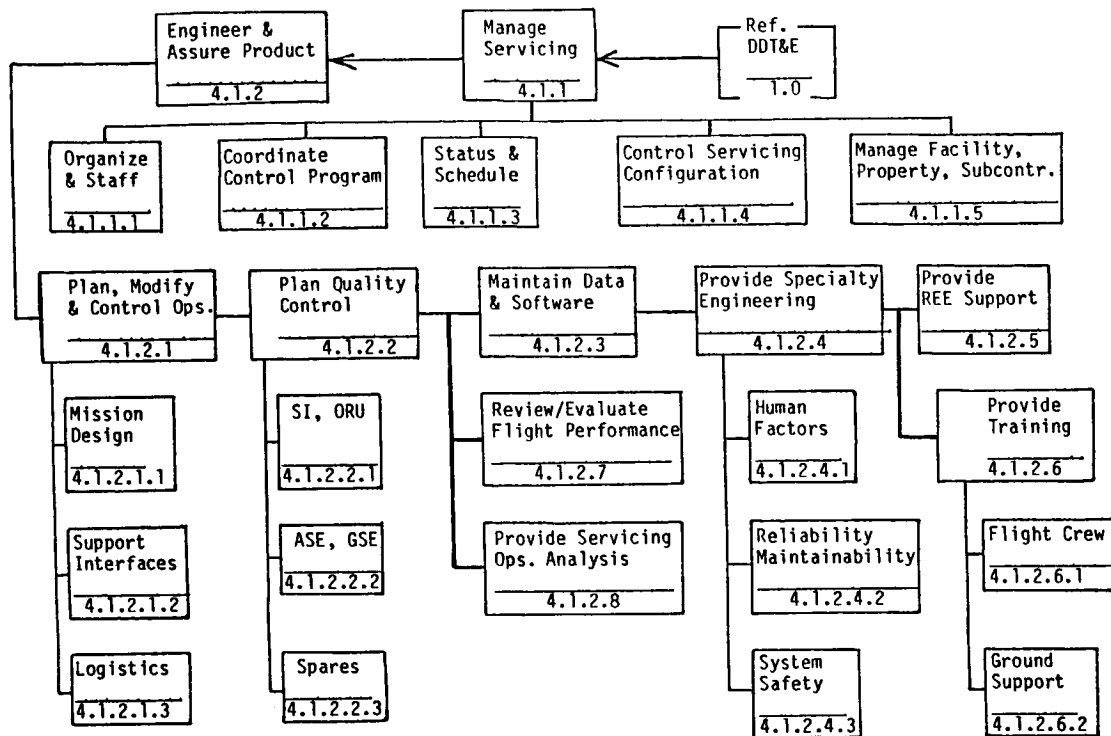 Engineer &
Assure Product
4.1.2
Manage
Servicing
4.1.1
Ref.
DDT&E
1.0
Organize
& Staff
4.1.1.1
Coordinate
Control Program
4.1.1.2
Status &
Schedule
4.1.1.3
Control Servicing
Configuration
4.1.1.4
Manage Facility,
Property, Subcontr.
4.1.1.5
Plan, Modify
& Control Ops.
4.1.2.1
Plan Quality
Control
4.1.2.2
Maintain Data
& Software
4.1.2.3
Provide Specialty
Engineering
4.1.2.4
Provide
REE Support
4.1.2.5
Mission
Design
4.1.2.1.1
SI, ORU
4.1.2.2.1
Review/Evaluate
Flight Performance
4.1.2.7
Human
Factors
4.1.2.4.1
Provide
Training
4.1.2.6
Support
Interfaces
4.1.2.1.2
ASE, GSE
4.1.2.2.2
Provide Servicing
Ops. Analysis
4.1.2.8
Reliability
Maintainability
4.1.2.4.2
Flight Crew
4.1.2.6.1
Logistics
4.1.2.1.3
Spares
4.1.2.2.3
System
Safety
4.1.2.4.3
Ground
Support
4.1.2.6.2